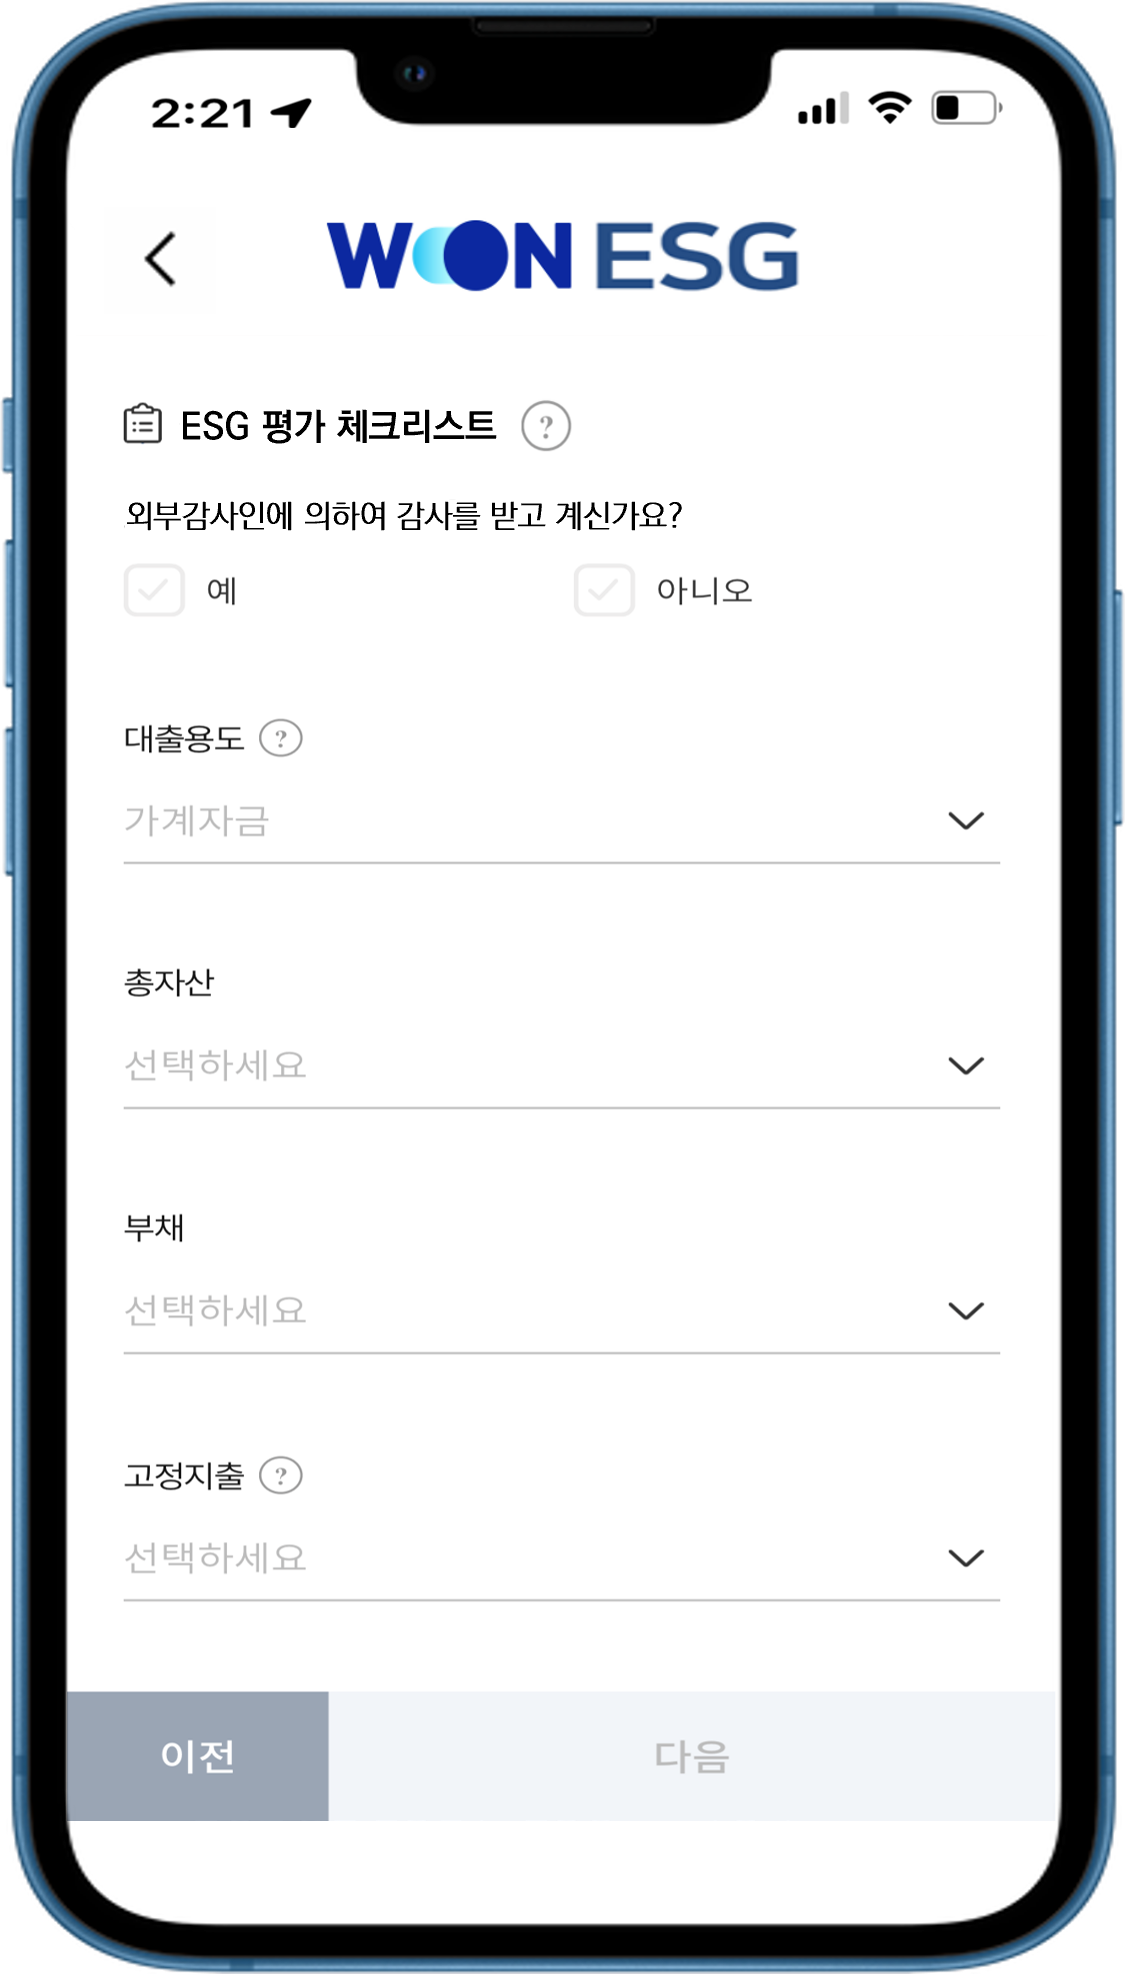 2:21
WON ESG
ESG 평가 체크리스트 ?
외부감사인에 의하여 감사를 받고 계신가요?
예 아니오
대출용도 ?
가계자금
총자산
선택하세요
부채
선택하세요
고정지출 ?
선택하세요
이전 다음